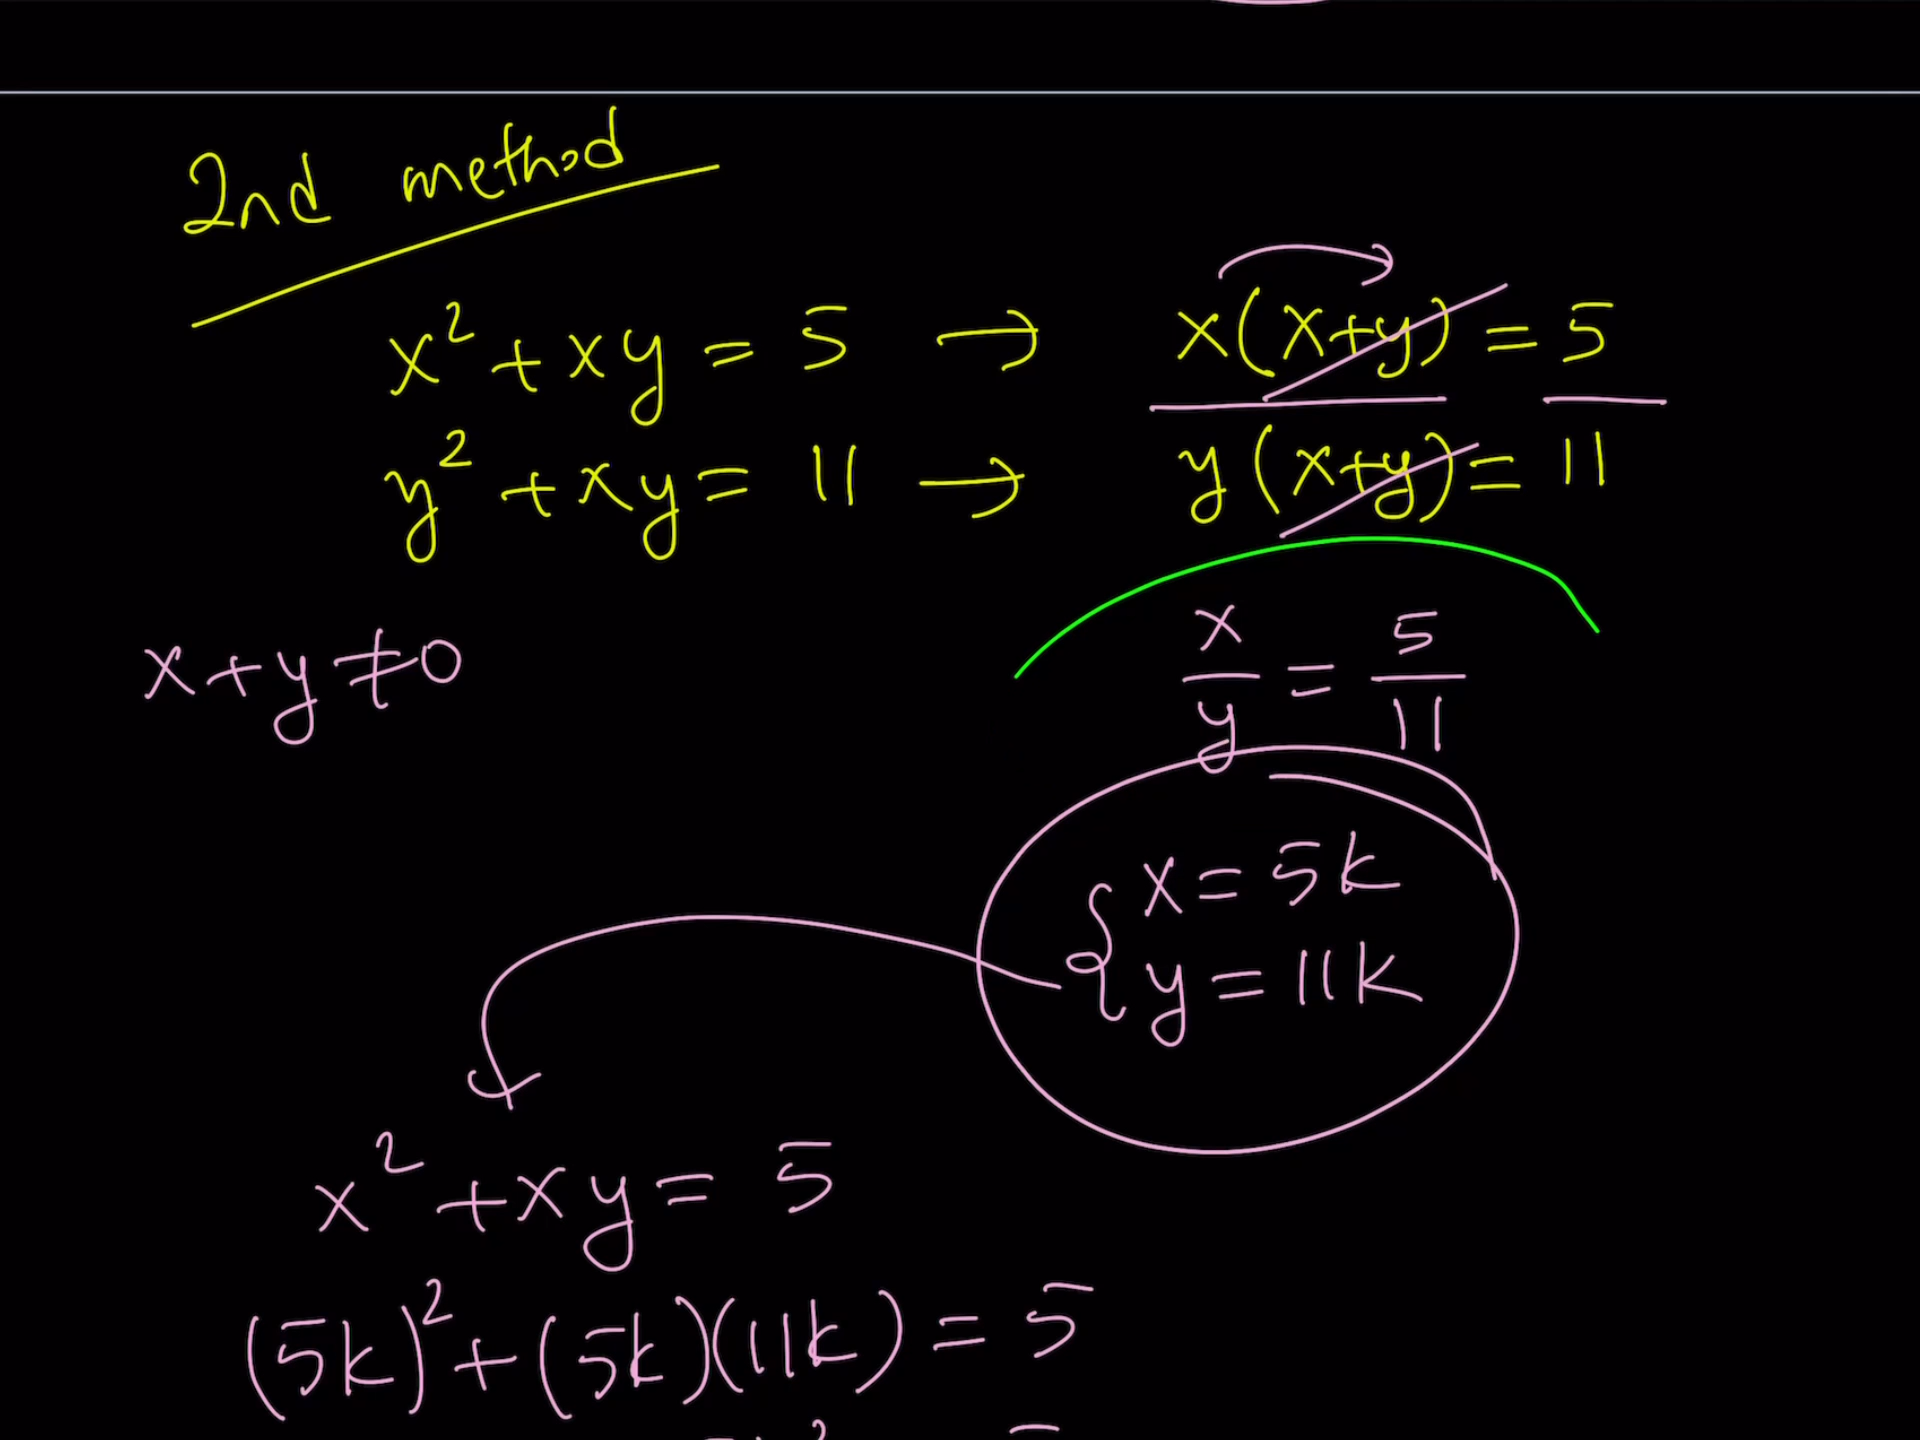 2nd method
x² + xy = 5 → x(x+y) = 5
y² + xy = 11 → y(x+y) = 11
x+y≠0
x/y = 5/11
{ x = 5k
y = 11k
x² + xy = 5
(5k)² + (5k)(11k) = 5